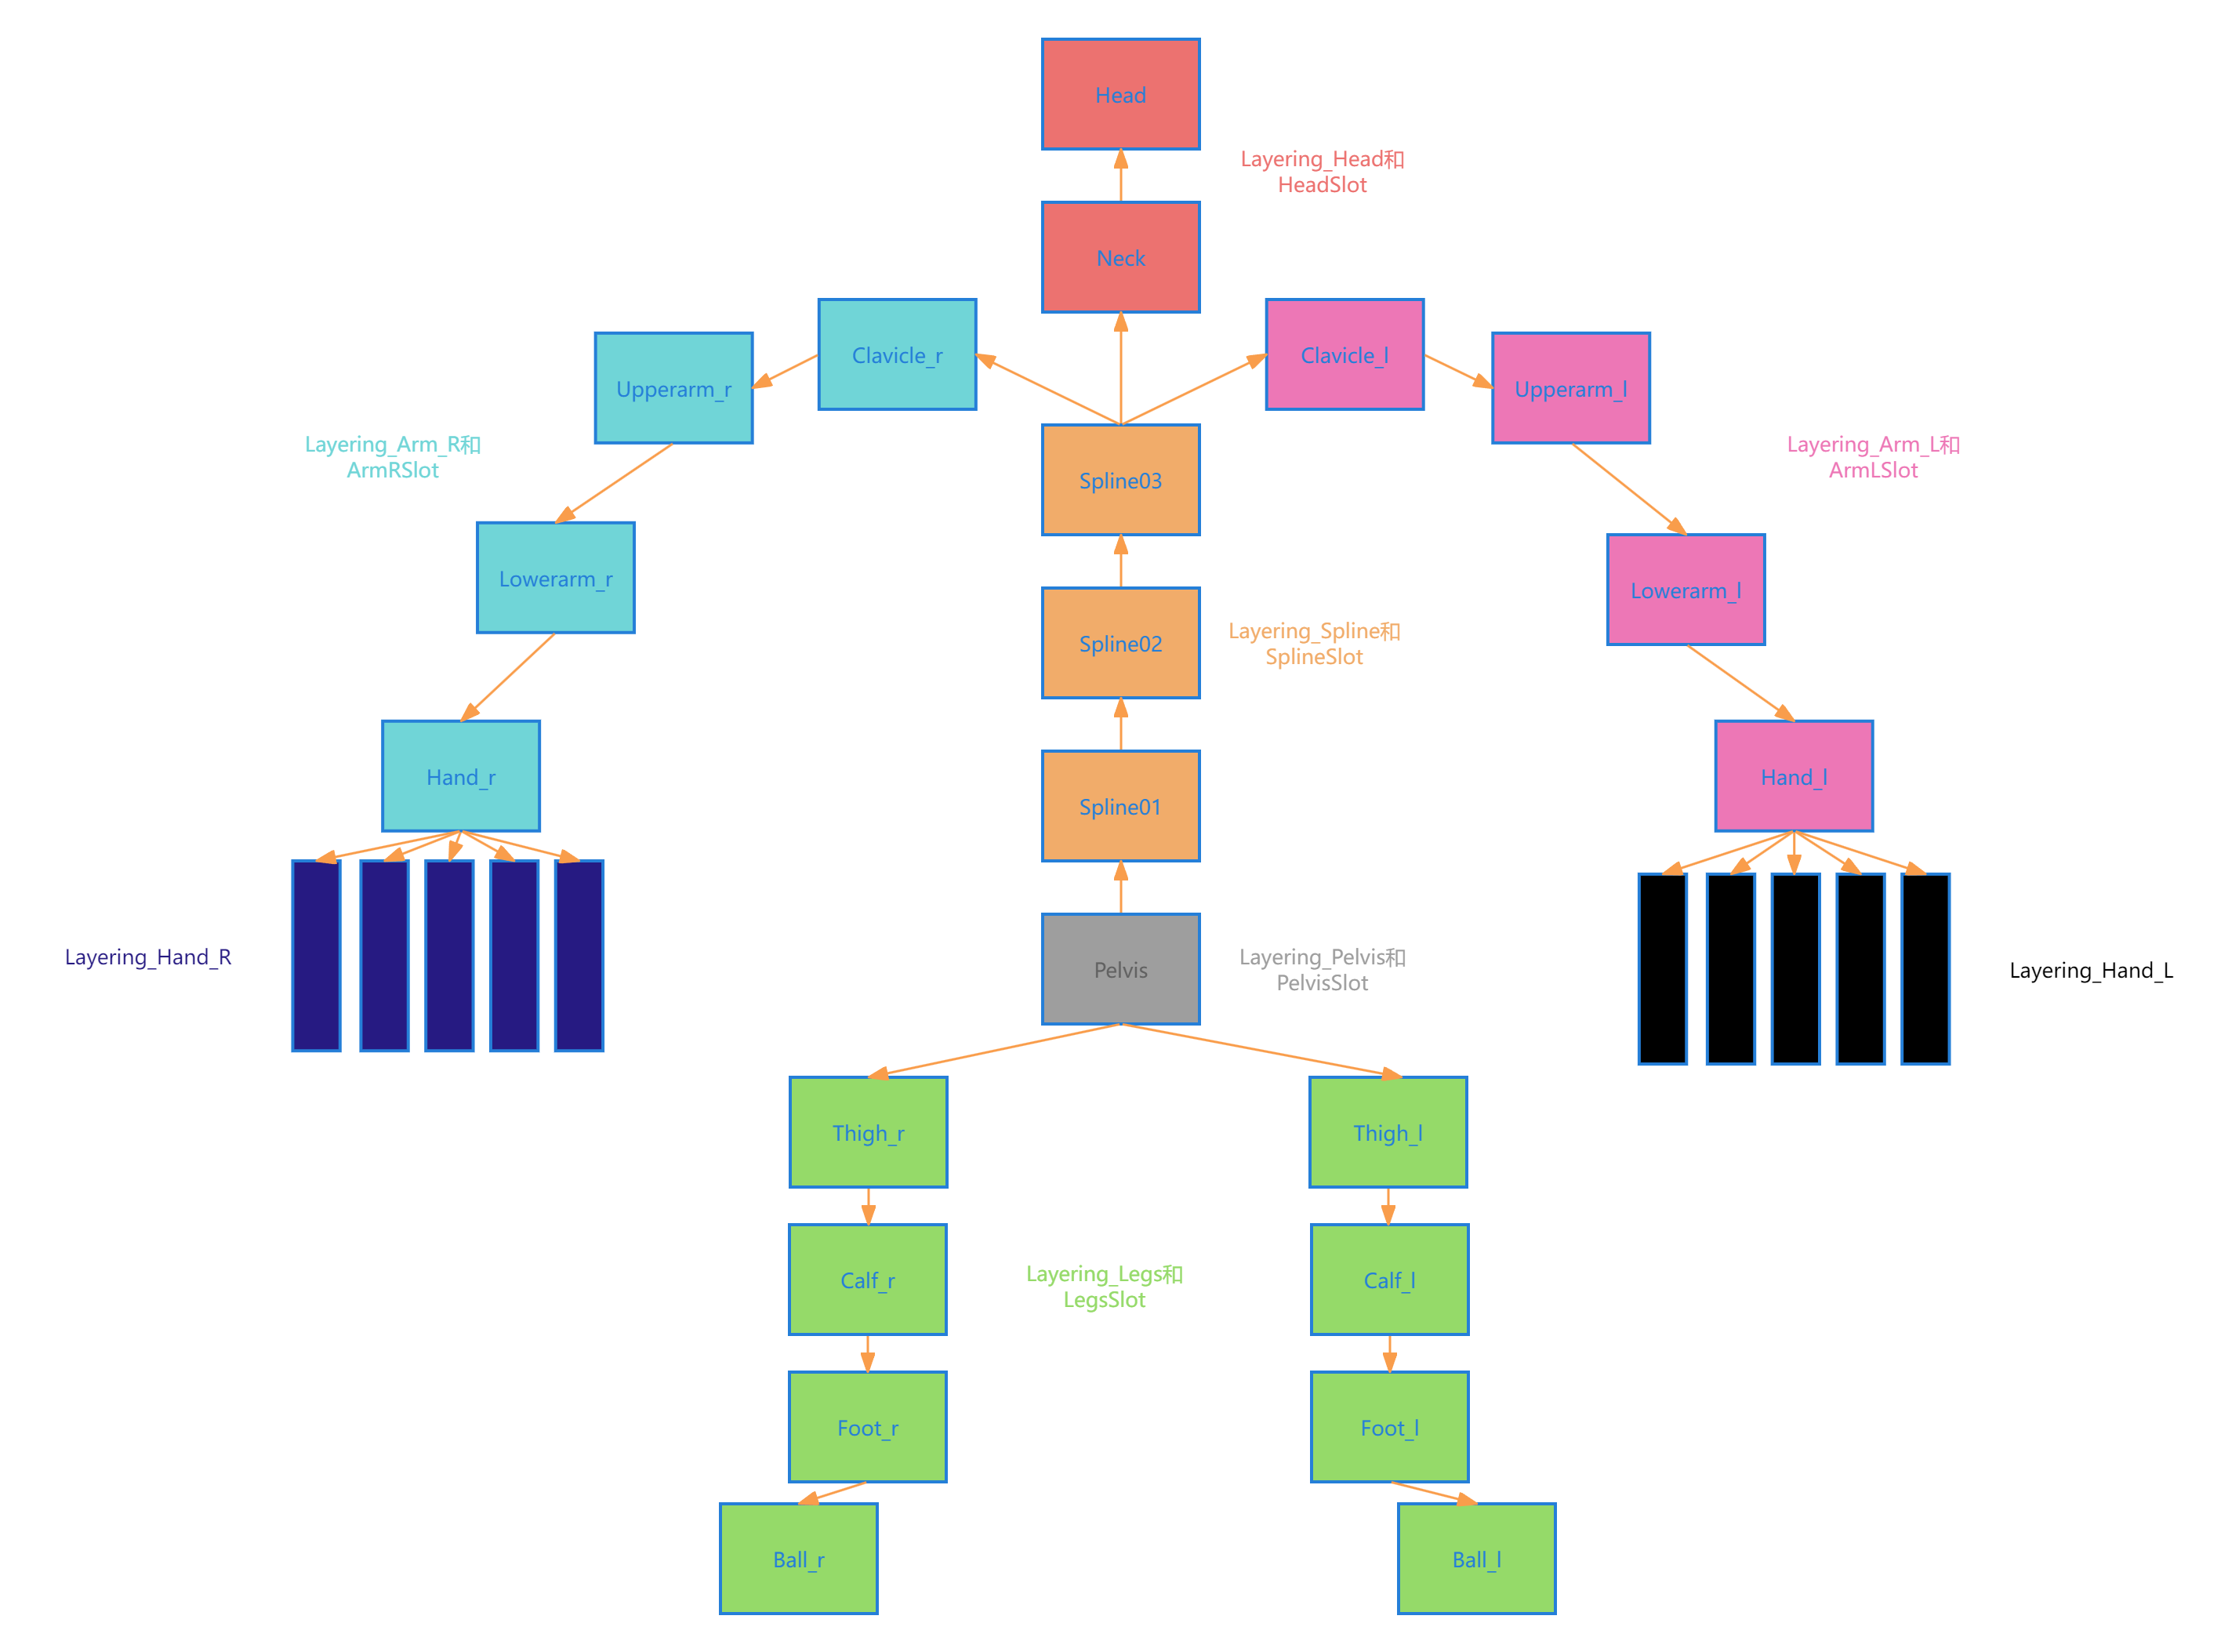 Head
Layering_Head和
HeadSlot
Neck
Clavicle_r
Clavicle_l
Upperarm_r
Upperarm_l
Layering_Arm_R和
ArmRSlot
Layering_Arm_L和
ArmLSlot
Spline03
Lowerarm_r
Lowerarm_l
Spline02
Layering_Spline和
SplineSlot
Hand_r
Hand_l
Spline01
Layering_Hand_R
Pelvis
Layering_Pelvis和
PelvisSlot
Layering_Hand_L
Thigh_r
Thigh_l
Calf_r
Layering_Legs和
LegsSlot
Calf_l
Foot_r
Foot_l
Ball_r
Ball_l